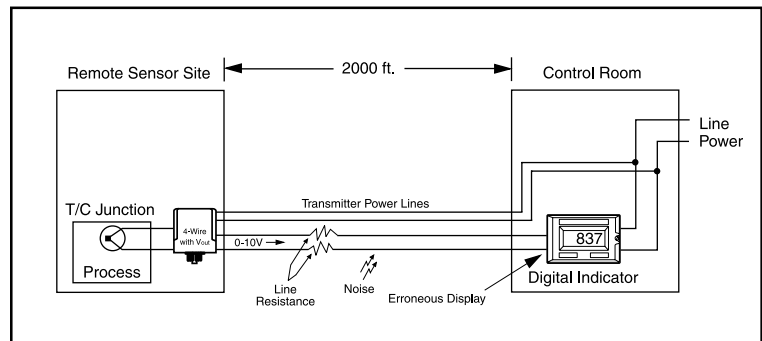 2000 ft.
Remote Sensor Site
Control Room
Line
Power
Transmitter Power Lines
T/C Junction
4-Wire
with Vout
0-10V
837
Process
Line
Resistance
Noise
Erroneous Display
Digital Indicator